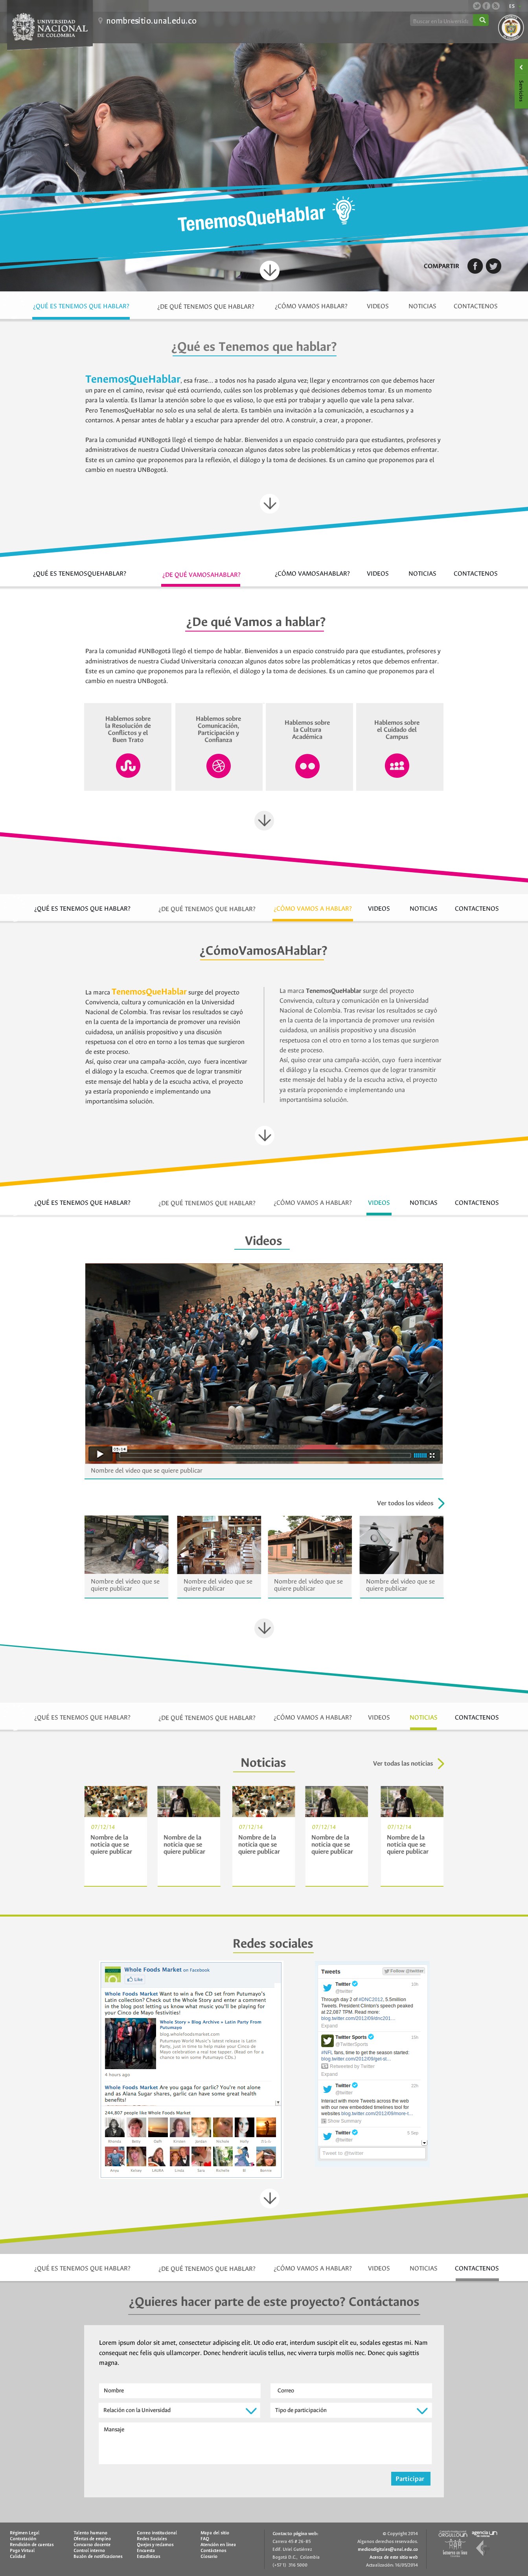 UNIVERSIDAD
NACIONAL
DE COLOMBIA
nombresitio.unal.edu.co
ES
Buscar en la Universidad
Servicios
TenemosQueHablar
COMPARTIR
¿QUÉ ES TENEMOS QUE HABLAR? ¿DE QUÉ TENEMOS QUE HABLAR? ¿CÓMO VAMOS HABLAR? VIDEOS NOTICIAS CONTACTENOS
¿Qué es Tenemos que hablar?
TenemosQueHablar, esa frase... a todos nos ha pasado alguna vez; llegar y encontrarnos con que debemos hacer
un pare en el camino, revisar qué está ocurriendo, cuáles son los problemas y qué decisiones debemos tomar. Es un momento
para la valentía. Es llamar la atención sobre lo que es valioso, lo que está por trabajar y aquello que vale la pena salvar.
Pero TenemosQueHablar no solo es una señal de alerta. Es también una invitación a la comunicación, a escucharnos y a
contarnos. A pensar antes de hablar y a escuchar para aprender del otro. A construir, a crear, a proponer.
Para la comunidad #UNBogotá llegó el tiempo de hablar. Bienvenidos a un espacio construido para que estudiantes, profesores y
administrativos de nuestra Ciudad Universitaria conozcan algunos datos sobre las problemáticas y retos que debemos enfrentar.
Este es un camino que proponemos para la reflexión, el diálogo y la toma de decisiones. Es un camino que proponemos para el
cambio en nuestra UNBogotá.
¿QUÉ ES TENEMOSQUEHABLAR? ¿DE QUÉ VAMOSAHABLAR? ¿CÓMO VAMOSAHABLAR? VIDEOS NOTICIAS CONTACTENOS
¿De qué Vamos a hablar?
Para la comunidad #UNBogotá llegó el tiempo de hablar. Bienvenidos a un espacio construido para que estudiantes, profesores y
administrativos de nuestra Ciudad Universitaria conozcan algunos datos sobre las problemáticas y retos que debemos enfrentar.
Este es un camino que proponemos para la reflexión, el diálogo y la toma de decisiones. Es un camino que proponemos para el
cambio en nuestra UNBogotá.
Hablemos sobre
la Resolución de
Conflictos y el
Buen Trato
Hablemos sobre
Comunicación,
Participación y
Confianza
Hablemos sobre
la Cultura
Académica
Hablemos sobre
el Cuidado del
Campus
¿QUÉ ES TENEMOS QUE HABLAR? ¿DE QUÉ TENEMOS QUE HABLAR? ¿CÓMO VAMOS A HABLAR? VIDEOS NOTICIAS CONTACTENOS
¿CómoVamosAHablar?
La marca TenemosQueHablar surge del proyecto
Convivencia, cultura y comunicación en la Universidad
Nacional de Colombia. Tras revisar los resultados se cayó
en la cuenta de la importancia de promover una revisión
cuidadosa, un análisis propositivo y una discusión
respetuosa con el otro en torno a los temas que surgieron
de este proceso.
Así, quiso crear una campaña-acción, cuyo fuera incentivar
el diálogo y la escucha. Creemos que de lograr transmitir
este mensaje del habla y de la escucha activa, el proyecto
ya estaría proponiendo e implementando una
importantísima solución.
La marca TenemosQueHablar surge del proyecto
Convivencia, cultura y comunicación en la Universidad
Nacional de Colombia. Tras revisar los resultados se cayó
en la cuenta de la importancia de promover una revisión
cuidadosa, un análisis propositivo y una discusión
respetuosa con el otro en torno a los temas que surgieron
de este proceso.
Así, quiso crear una campaña-acción, cuyo fuera incentivar
el diálogo y la escucha. Creemos que de lograr transmitir
este mensaje del habla y de la escucha activa, el proyecto
ya estaría proponiendo e implementando una
importantísima solución.
¿QUÉ ES TENEMOS QUE HABLAR? ¿DE QUÉ TENEMOS QUE HABLAR? ¿CÓMO VAMOS A HABLAR? VIDEOS NOTICIAS CONTACTENOS
Videos
05:14
Nombre del video que se quiere publicar
Ver todos los videos
Nombre del video que se
quiere publicar
Nombre del video que se
quiere publicar
Nombre del video que se
quiere publicar
Nombre del video que se
quiere publicar
¿QUÉ ES TENEMOS QUE HABLAR? ¿DE QUÉ TENEMOS QUE HABLAR? ¿CÓMO VAMOS A HABLAR? VIDEOS NOTICIAS CONTACTENOS
Noticias
Ver todas las noticias
07/12/14
Nombre de la
noticia que se
quiere publicar
07/12/14
Nombre de la
noticia que se
quiere publicar
07/12/14
Nombre de la
noticia que se
quiere publicar
07/12/14
Nombre de la
noticia que se
quiere publicar
07/12/14
Nombre de la
noticia que se
quiere publicar
Redes sociales
Whole Foods Market on Facebook
Like
Whole Foods Market Want to win a five CD set from Putumayo's
Latin collection? Check out the Whole Story and enter a comment
in the blog post letting us know what music you'll be playing for
your Cinco de Mayo festivities!
Whole Story » Blog Archive » Latin Party From
Putumayo
blog.wholefoodsmarket.com
Putumayo World Music's latest release is Latin
Party, just in time to help make your Cinco de
Mayo celebration a real tea-zer. (Read on for a
chance to win some Putumayo CDs.)
4 hours ago
Whole Foods Market Are you gaga for garlic? You're not alone
and as Alana Sugar shares, garlic can have some great health
benefits.
244,807 people like Whole Foods Market
Tweets
Follow @twitter
Twitter
@twitter
Through day 2 of #DNC2012, 5.5million
Tweets. President Clinton's speech peaked
at 22,087 TPM. Read more:
blog.twitter.com/2012/09/dnc201...
Expand
Twitter Sports
@TwitterSports
#NFL fans, time to get the season started:
blog.twitter.com/2012/09/get-si...
Retweeted by Twitter
Expand
Twitter
@twitter
Interact with more Tweets across the web
with our new embedded timelines tool for
websites blog.twitter.com/2012/09/more-t...
Show Summary
Twitter
@twitter
5 Sep
Tweet to @twitter
¿QUÉ ES TENEMOS QUE HABLAR? ¿DE QUÉ TENEMOS QUE HABLAR? ¿CÓMO VAMOS A HABLAR? VIDEOS NOTICIAS CONTACTENOS
¿Quieres hacer parte de este proyecto? Contáctanos
Lorem ipsum dolor sit amet, consectetur adipiscing elit. Ut odio erat, interdum suscipit elit eu, sodales egestas mi. Nam
consequat nec felis quis ullamcorper. Donec hendrerit iaculis tellus, nec viverra turpis mollis nec. Donec quis sagittis
magna.
Nombre
Correo
Relación con la Universidad
Tipo de participación
Mansaje
Participar
Régimen Legal
Contratación
Rendición de cuentas
Pago Virtual
Calidad
Talento humano
Ofertas de empleo
Concurso docente
Control interno
Buzón de notificaciones
Correo institucional
Redes Sociales
Quejas y reclamos
Encuesta
Estadísticas
Mapa del sitio
FAQ
Atención en línea
Contáctenos
Glosario
Contacto página web:
Carrera 45 # 26-85
Edif. Uriel Gutiérrez
Bogotá D.C., Colombia
(+57 1) 316 5000
© Copyright 2014
Algunos derechos reservados.
mediosdigitales@unal.edu.co
Acerca de este sitio web
Actualización: 16/05/2014